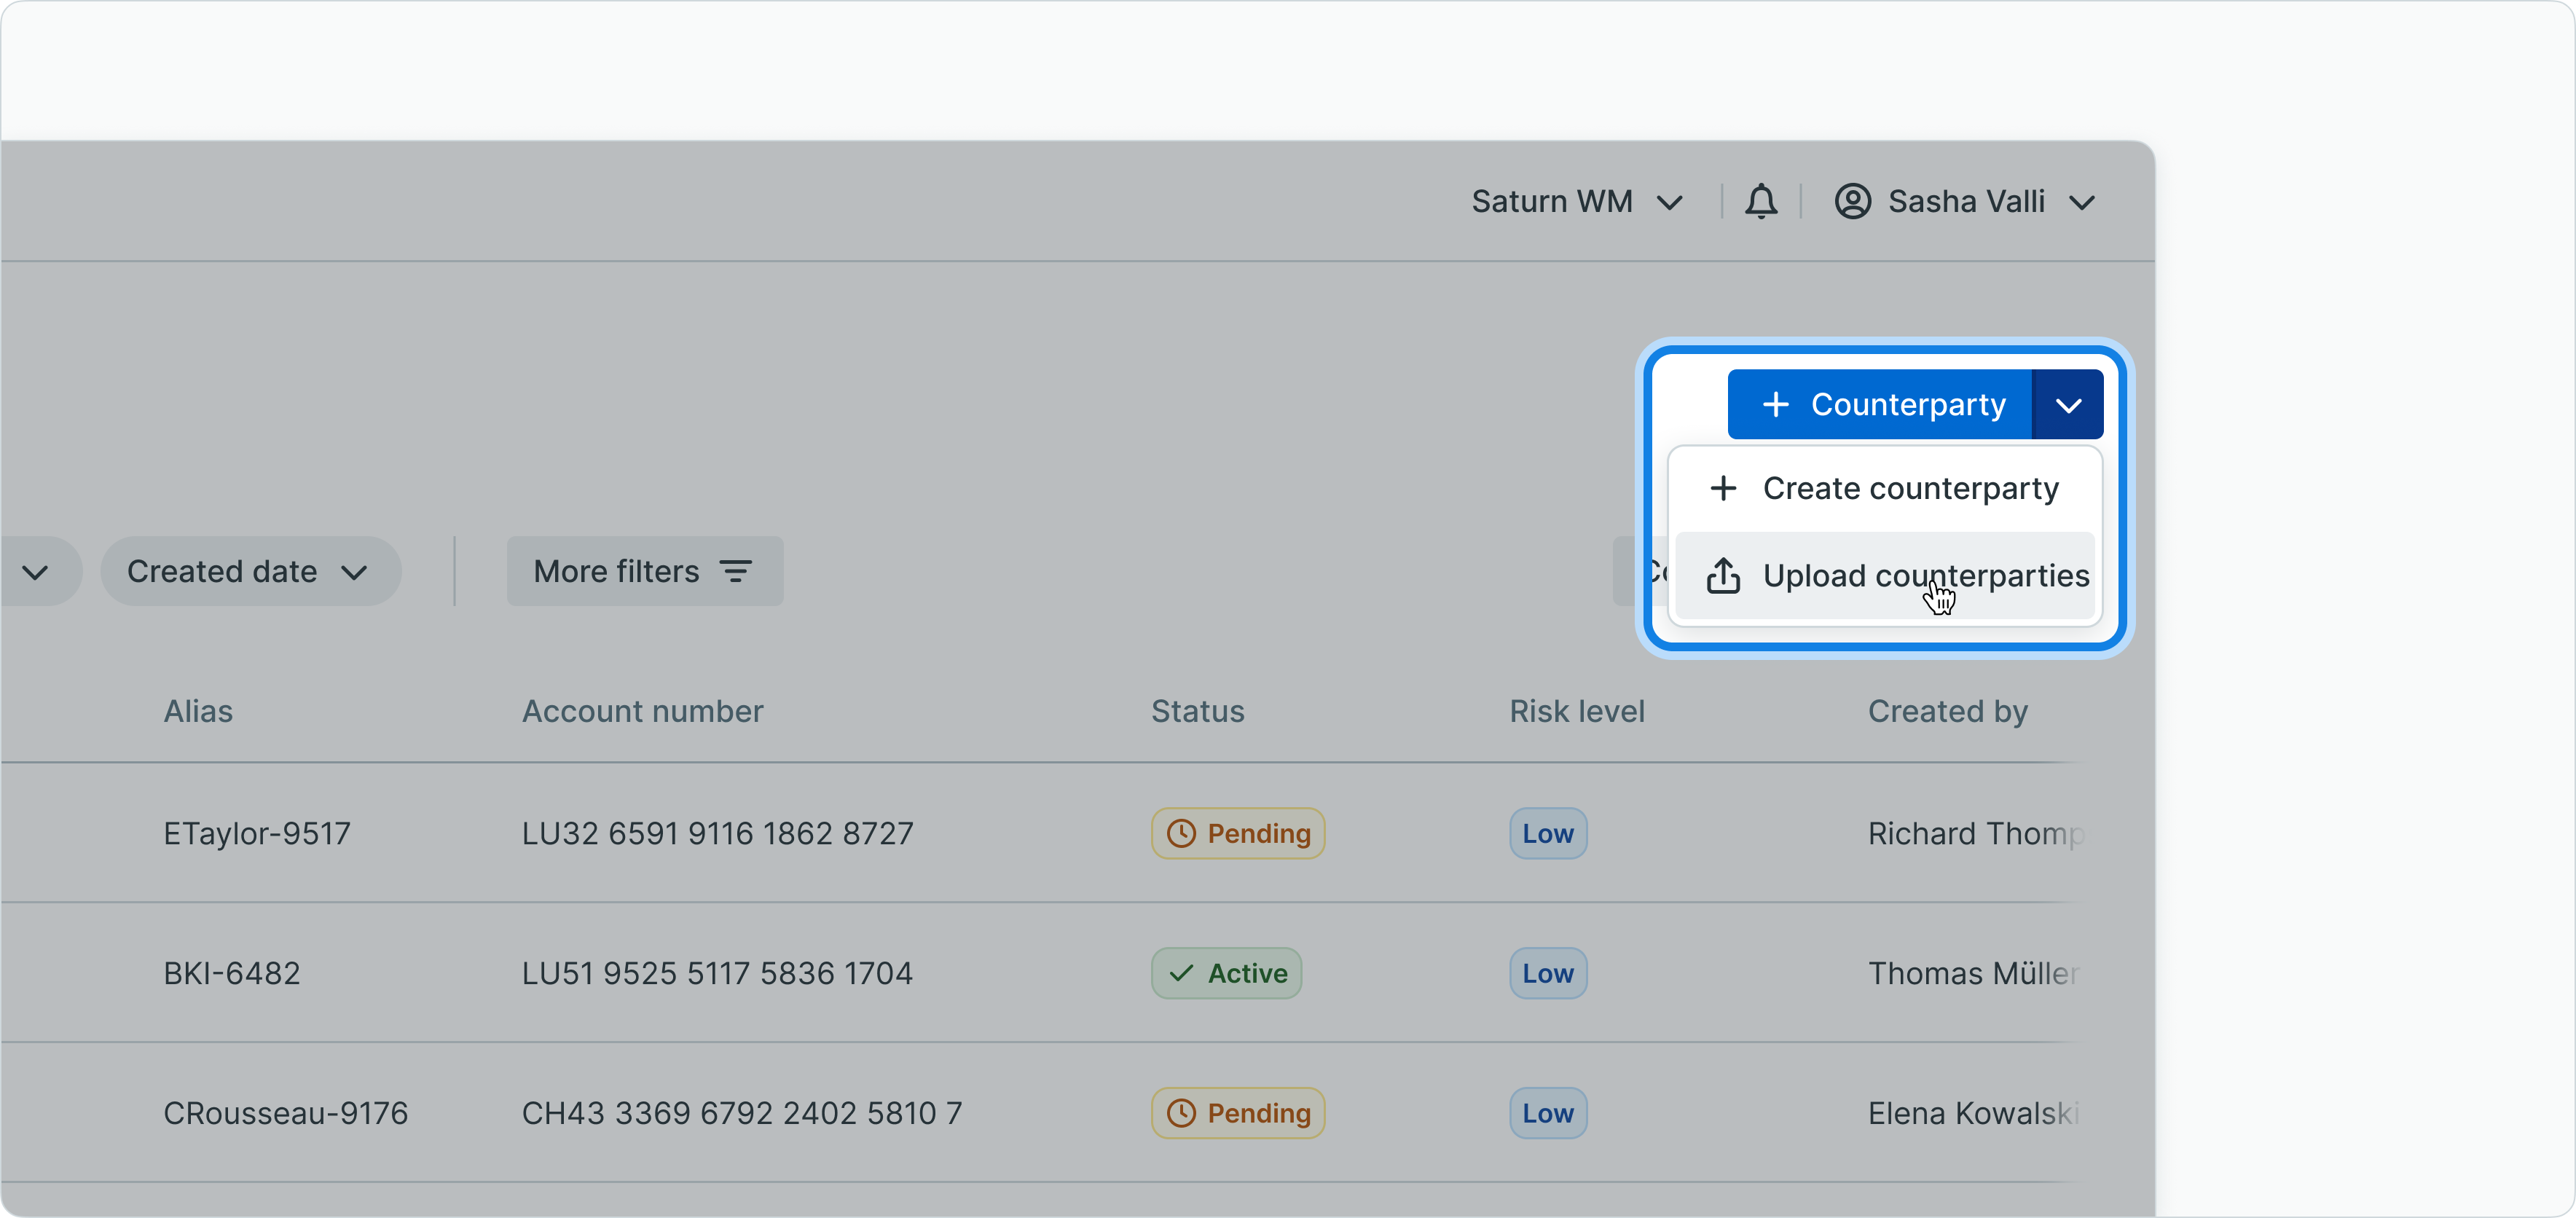 Saturn WM
Sasha Valli
+ Counterparty
+ Create counterparty
Created date
More filters
Upload counterparties
Alias Account number Status Risk level Created by
ETaylor-9517 LU32 6591 9116 1862 8727 Pending Low Richard Thomp
BKI-6482 LU51 9525 5117 5836 1704 Active Low Thomas Müller
CRousseau-9176 CH43 3369 6792 2402 5810 7 Pending Low Elena Kowalski